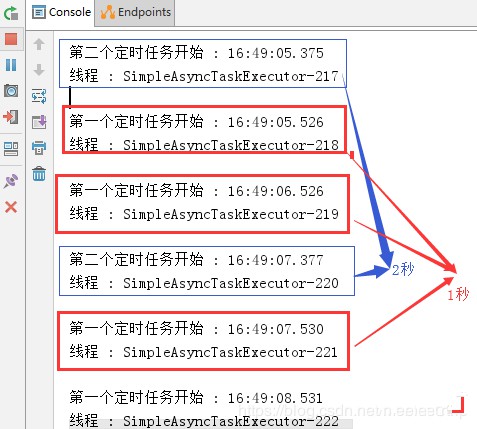 Console
Endpoints
第二个定时任务开始 : 16:49:05.375
线程 : SimpleAsyncTaskExecutor-217
第一个定时任务开始 : 16:49:05.526
线程 : SimpleAsyncTaskExecutor-218
第一个定时任务开始 : 16:49:06.526
线程 : SimpleAsyncTaskExecutor-219
第二个定时任务开始 : 16:49:07.377
线程 : SimpleAsyncTaskExecutor-220
2秒
1秒
第一个定时任务开始 : 16:49:07.530
线程 : SimpleAsyncTaskExecutor-221
第一个定时任务开始 : 16:49:08.531
线程 : SimpleAsyncTaskExecutor-222